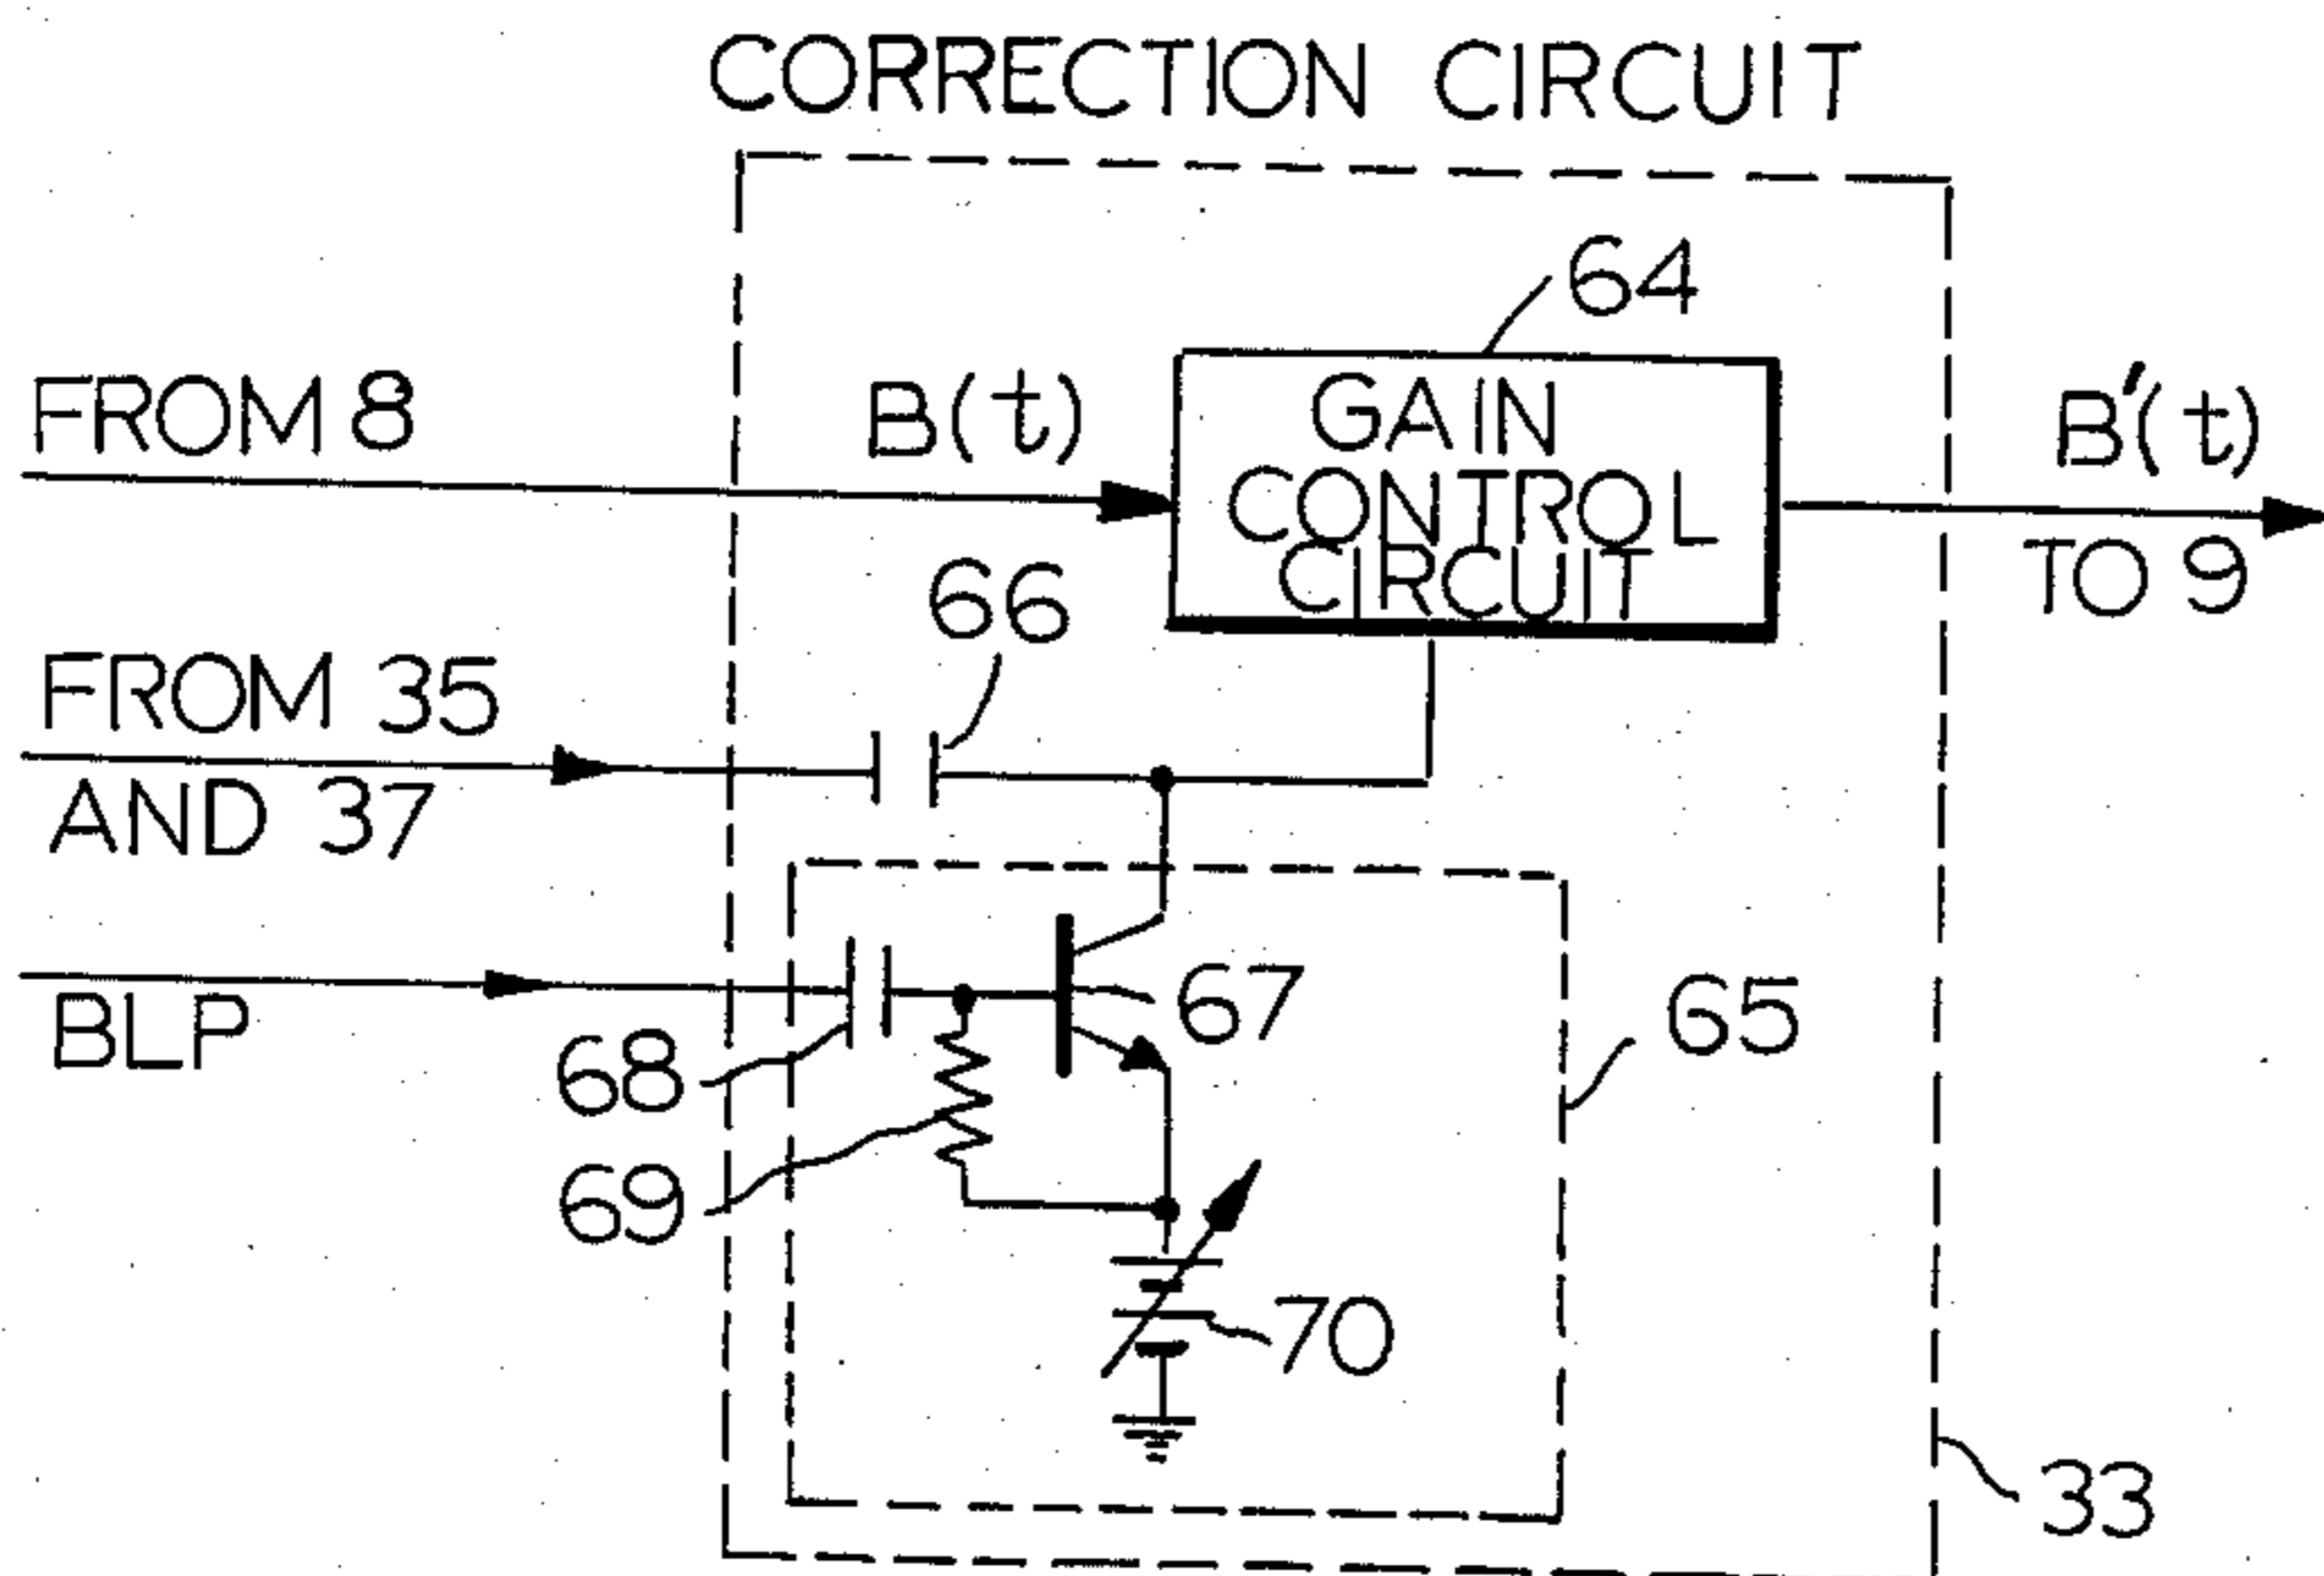 CORRECTION CIRCUIT
64
FROM 8
B(t)
GAIN
CONTROL
CIRCUIT
B'(t)
TO 9
66
FROM 35
AND 37
BLP
67
65
68
69
70
33